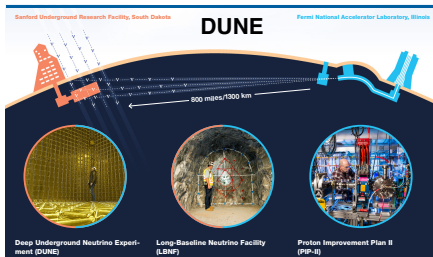 DUNE
Sanford Underground Research Facility, South Dakota
Fermi National Accelerator Laboratory, Illinois
800 miles/1300 km
Deep Underground Neutrino Experi-
ment (DUNE)
Long-Baseline Neutrino Facility
(LBNF)
Proton Improvement Plan II
(PIP-II)